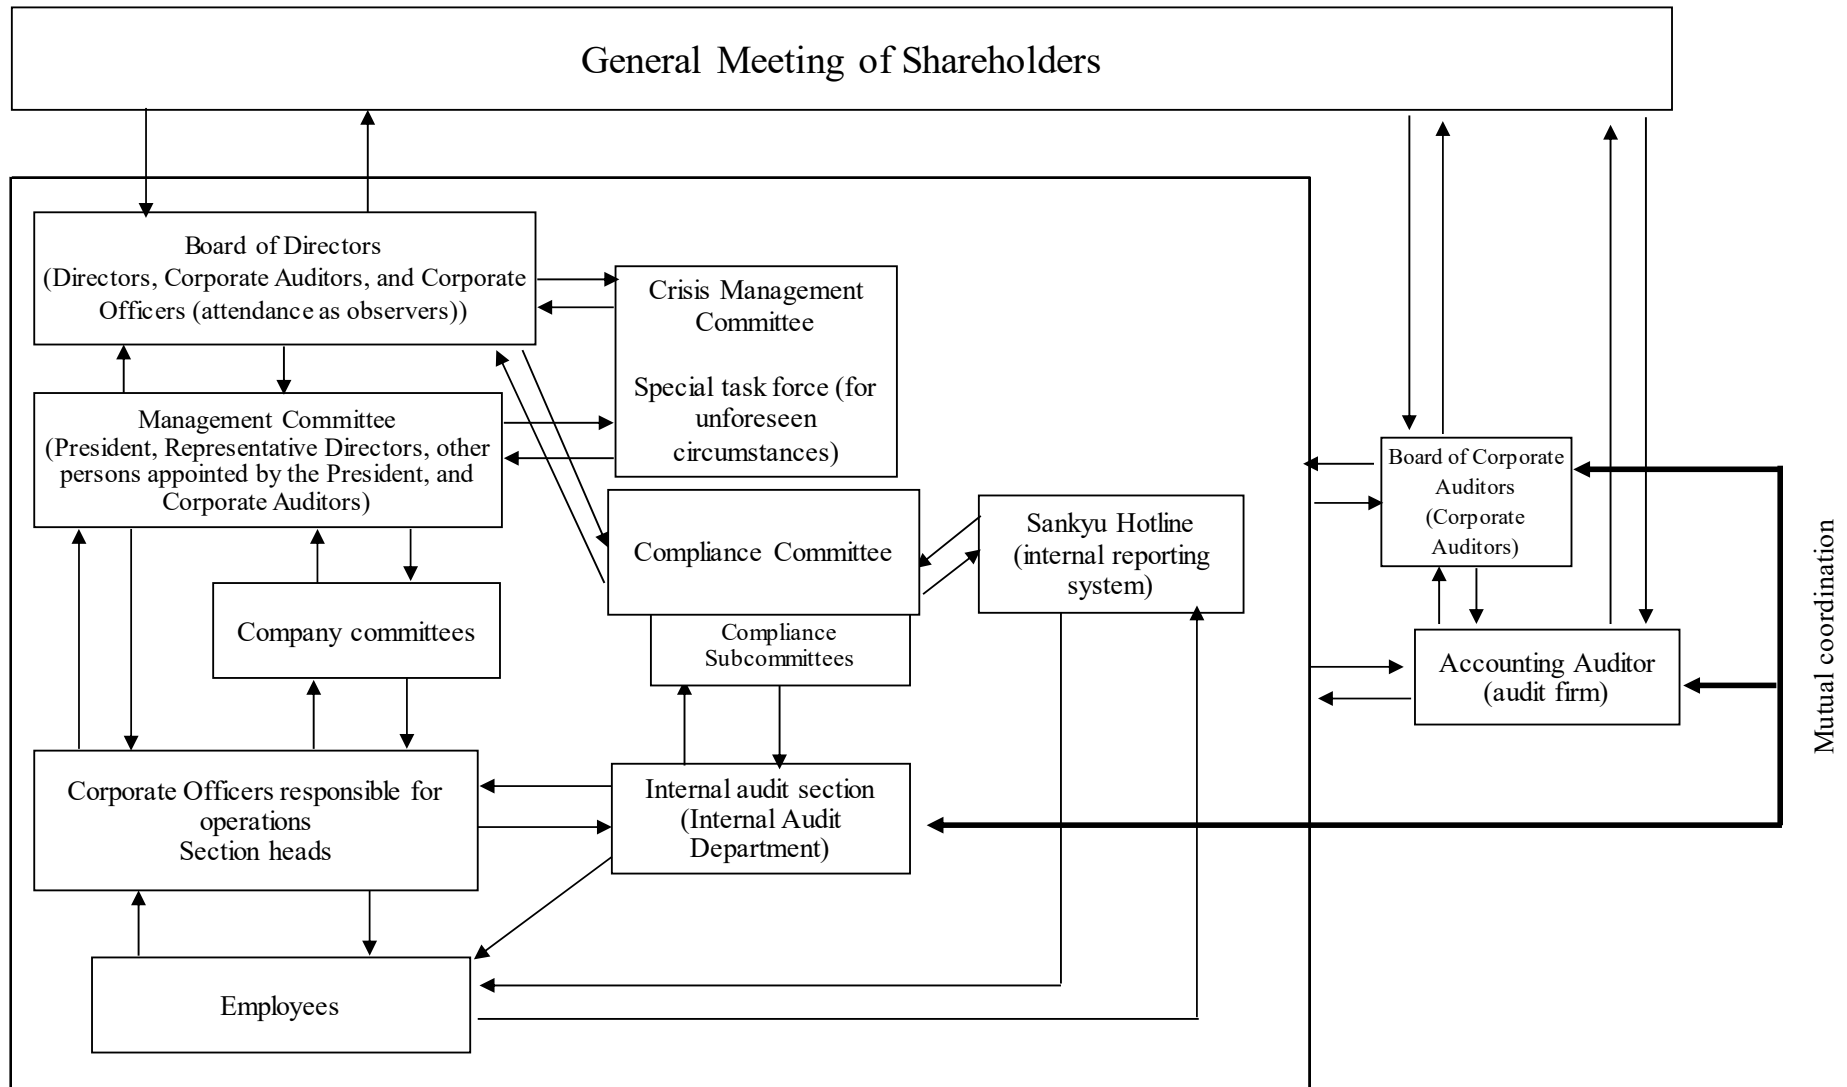 General Meeting of Shareholders
Board of Directors
(Directors, Corporate Auditors, and Corporate
Officers (attendance as observers))
Crisis Management
Committee
Special task force (for
unforeseen
circumstances)
Management Committee
(President, Representative Directors, other
persons appointed by the President, and
Corporate Auditors)
Board of Corporate
Auditors
(Corporate
Auditors)
Compliance Committee
Sankyu Hotline
(internal reporting
system)
Company committees
Compliance
Subcommittees
Accounting Auditor
(audit firm)
Mutual coordination
Corporate Officers responsible for
operations
Section heads
Internal audit section
(Internal Audit
Department)
Employees